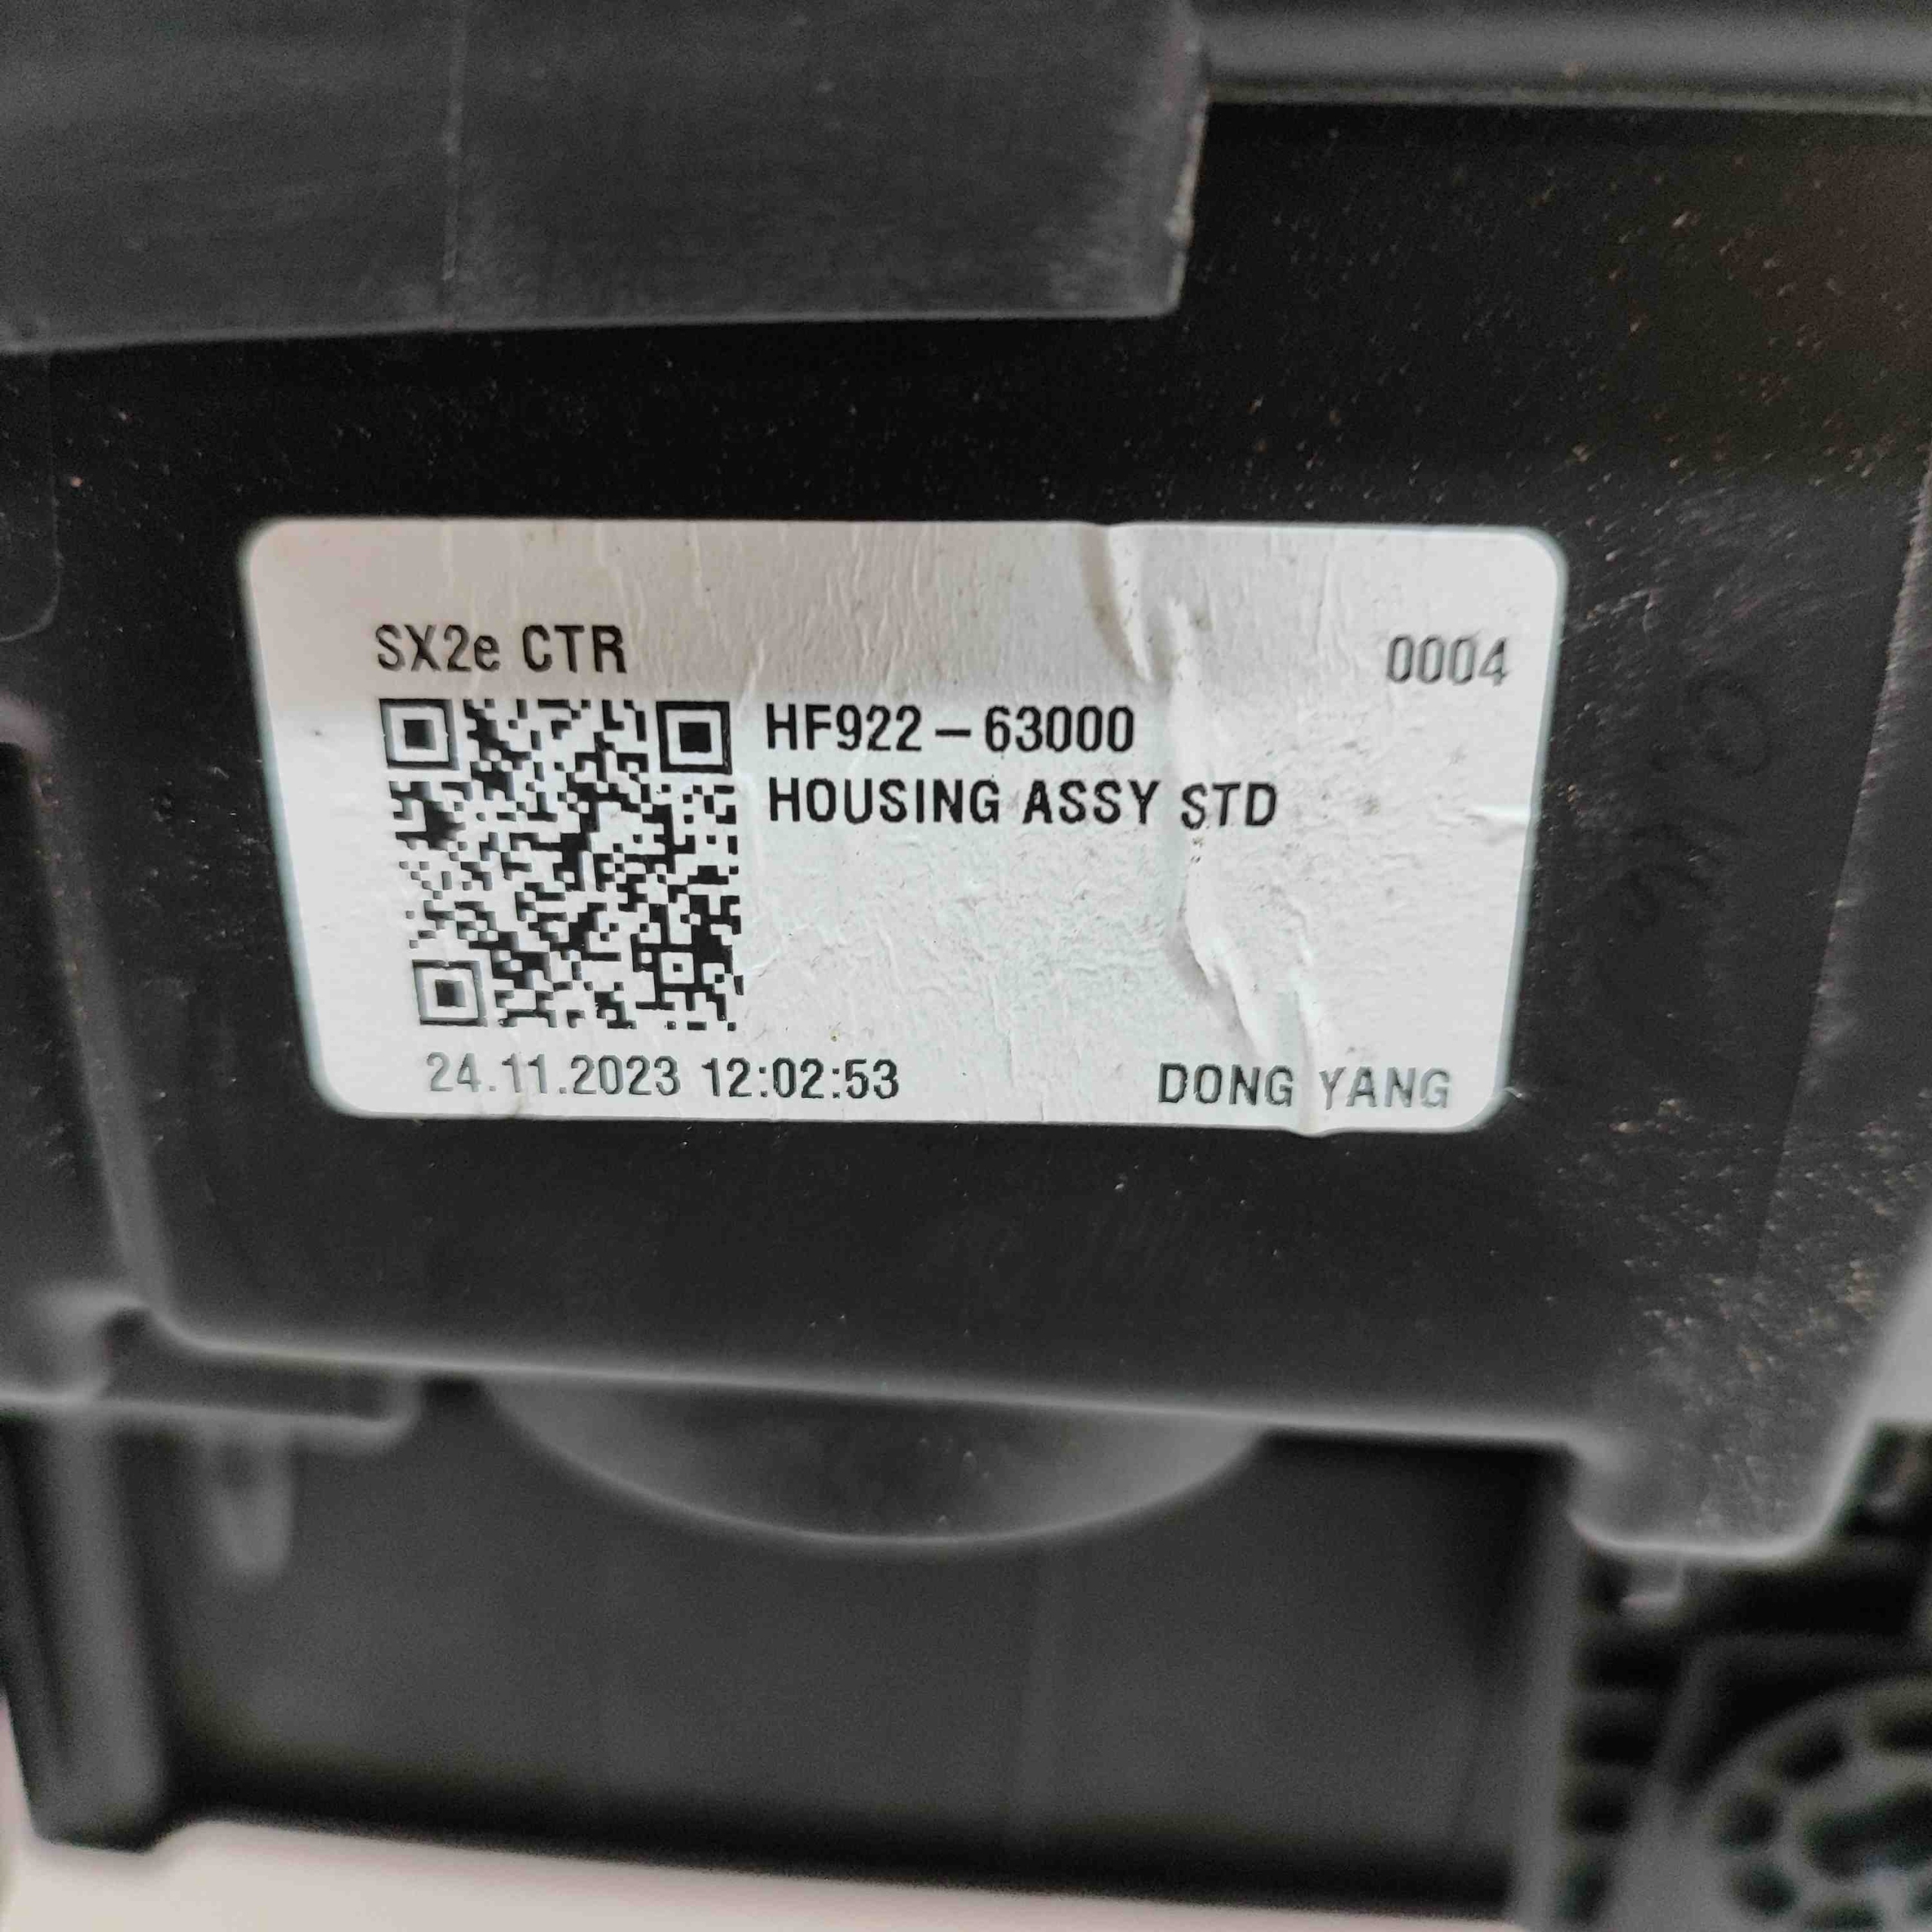 SX2e CTR
0004
HF922-63000
HOUSING ASSY STD
24.11.2023 12:02:53
DONG YANG